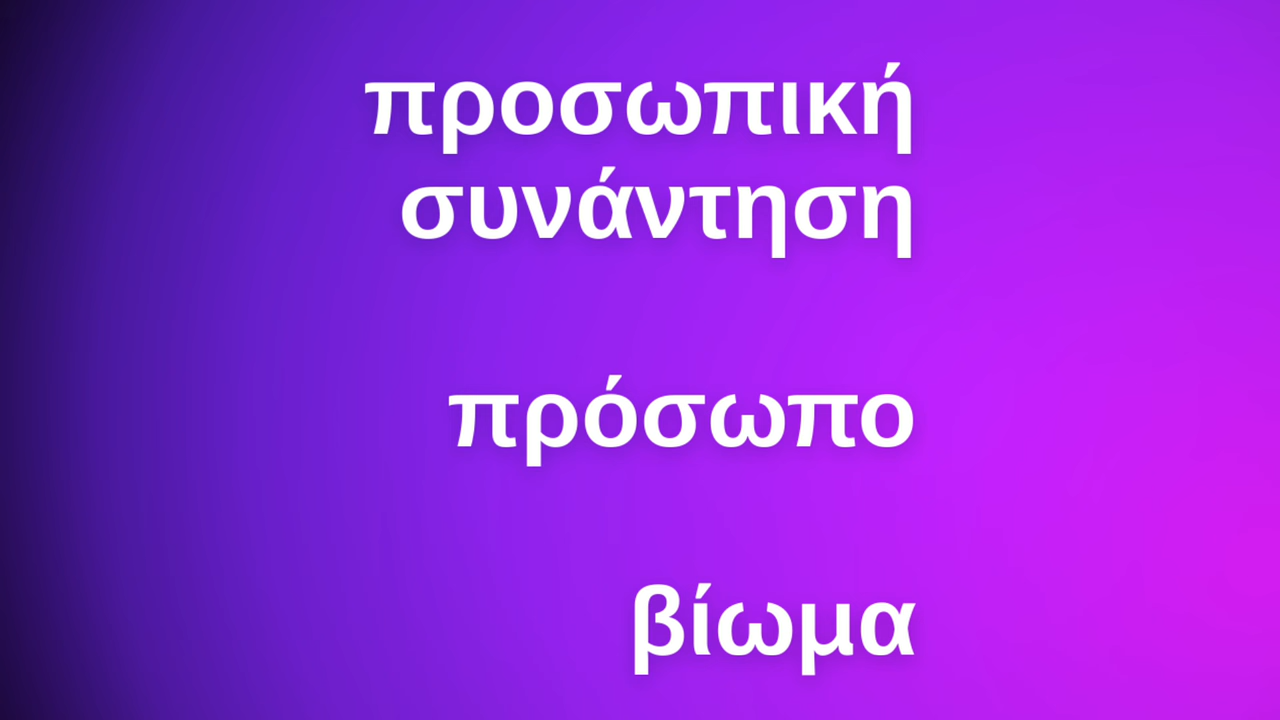 προσωπική
συνάντηση
πρόσωπο
βίωμα